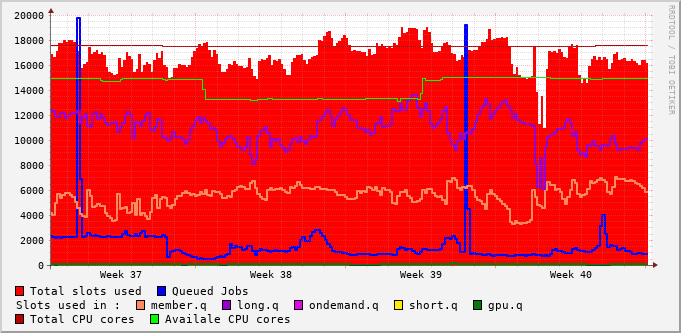 RRDTOOL / TOBI OETIKER
20000
18000
16000
14000
12000
10000
8000
6000
4000
2000
0
Week 37 Week 38 Week 39 Week 40
Total slots used Queued Jobs
Slots used in : member.q long.q ondemand.q short.q gpu.q
Total CPU cores Availale CPU cores